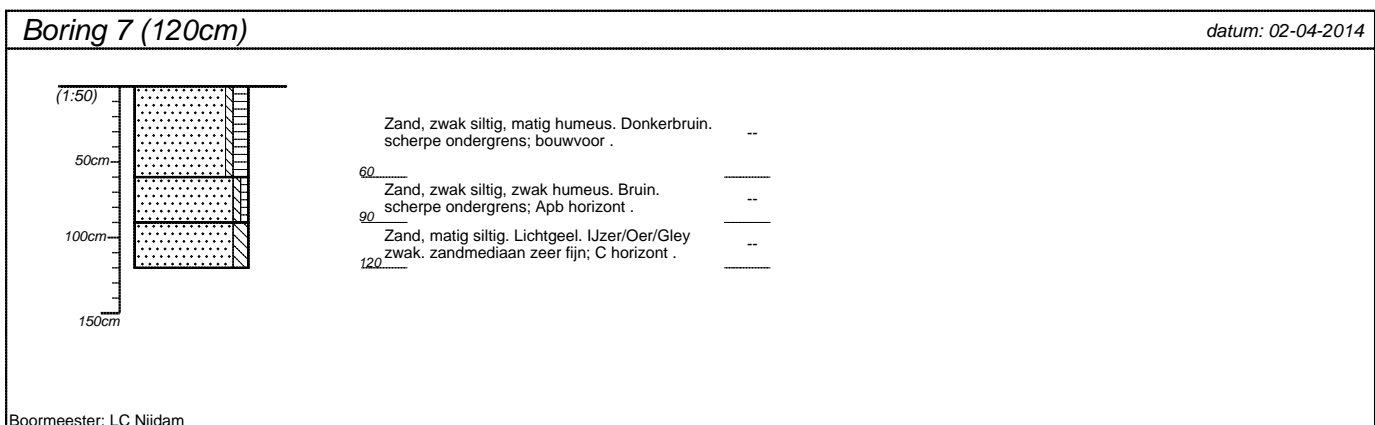 Boring 7 (120cm)
datum: 02-04-2014
(1:50)
50cm
100cm
150cm
Zand, zwak siltig, matig humeus. Donkerbruin.
scherpe ondergrens; bouwvoor .
--
60
Zand, zwak siltig, zwak humeus. Bruin.
scherpe ondergrens; Apb horizont .
--
90
Zand, matig siltig. Lichtgeel. IJzer/Oer/Gley
zwak. zandmediaan zeer fijn; C horizont .
--
120
Boormeester: LC Nijdam